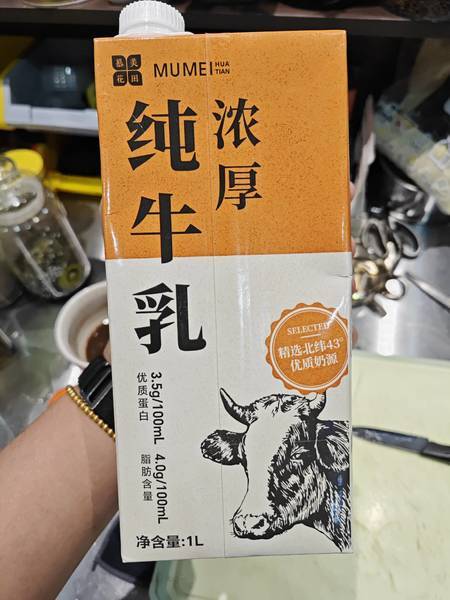 慕美
花田
MUMEI HUA TIAN
浓厚
纯牛乳
SELECTED
精选北纬43°
优质奶源
3.5g/100mL
优质蛋白
4.0g/100mL
脂肪含量
净含量:1L